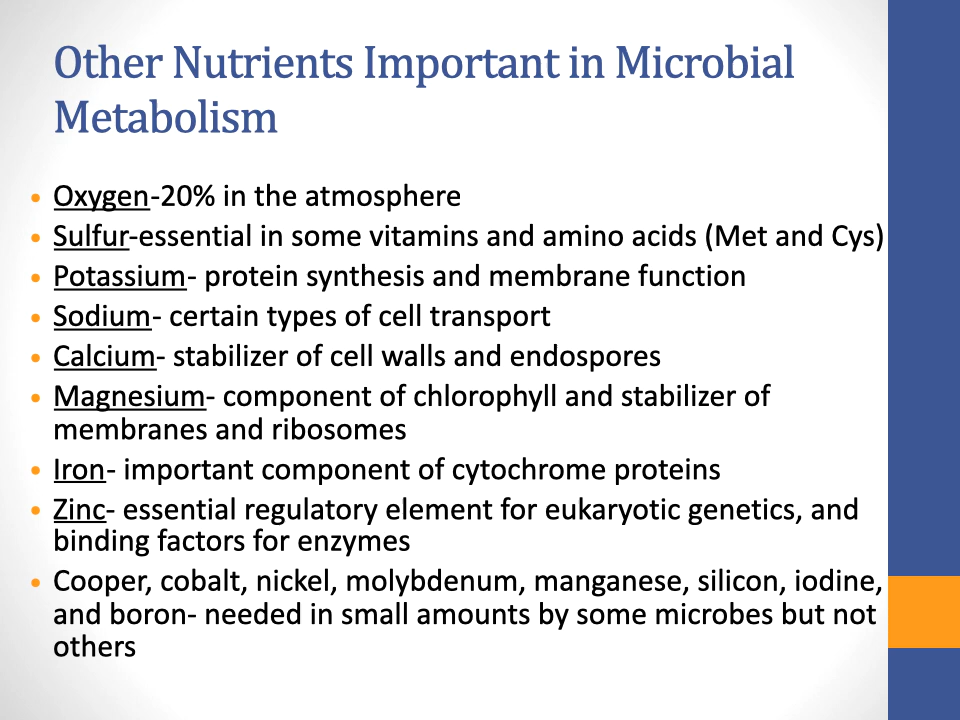 Other Nutrients Important in Microbial
Metabolism
• Oxygen-20% in the atmosphere
• Sulfur-essential in some vitamins and amino acids (Met and Cys)
• Potassium- protein synthesis and membrane function
• Sodium- certain types of cell transport
• Calcium- stabilizer of cell walls and endospores
• Magnesium- component of chlorophyll and stabilizer of
membranes and ribosomes
• Iron- important component of cytochrome proteins
• Zinc- essential regulatory element for eukaryotic genetics, and
binding factors for enzymes
• Cooper, cobalt, nickel, molybdenum, manganese, silicon, iodine,
and boron- needed in small amounts by some microbes but not
others